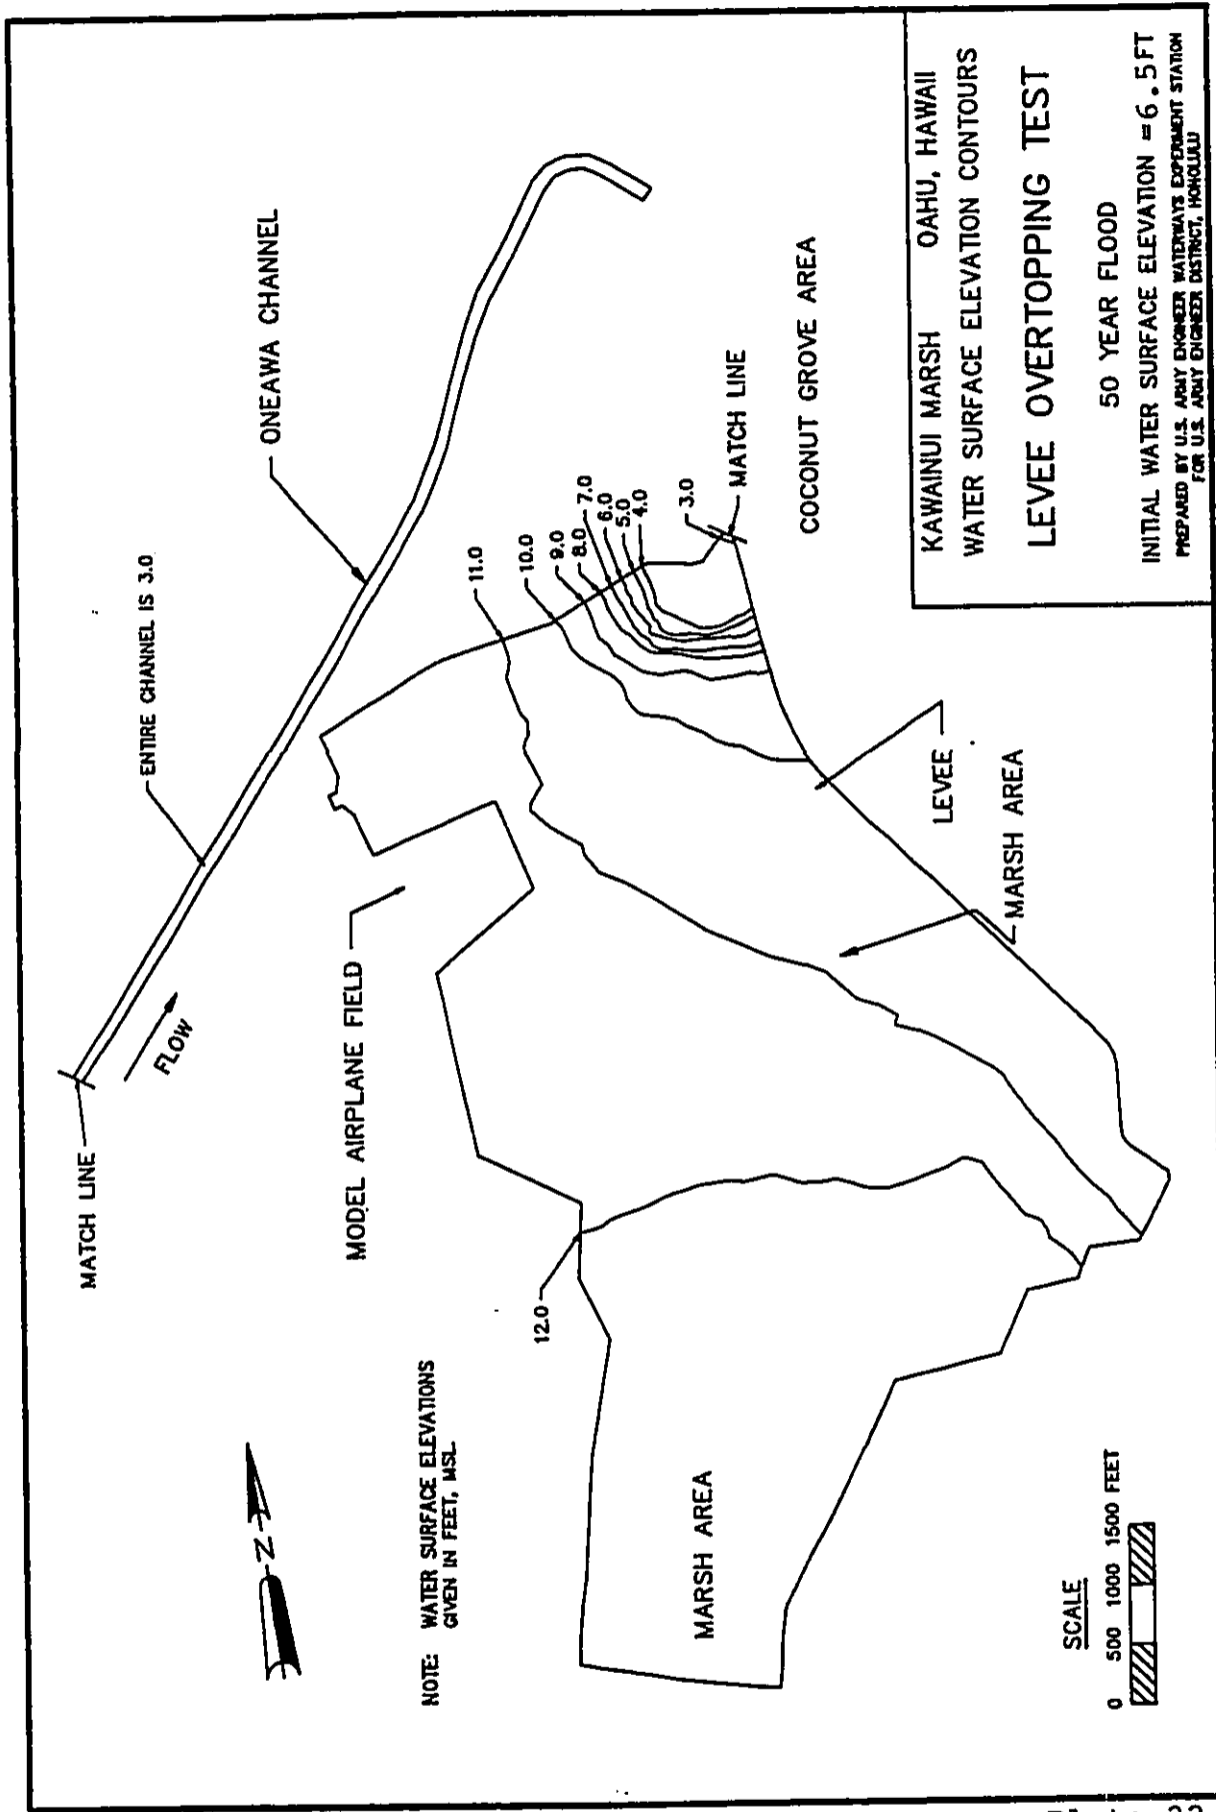 MATCH LINE
FLOW
ENTIRE CHANNEL IS 3.0
ONEAWA CHANNEL
MODEL AIRPLANE FIELD
11.0
10.0
9.0
8.0
7.0
6.0
5.0
4.0
3.0
MATCH LINE
COCONUT GROVE AREA
12.0
LEVEE
MARSH AREA
MARSH AREA
N
NOTE: WATER SURFACE ELEVATIONS
GIVEN IN FEET, MSL.
SCALE
0 500 1000 1500 FEET
KAWAINUI MARSH OAHU, HAWAII
WATER SURFACE ELEVATION CONTOURS
LEVEE OVERTOPPING TEST
50 YEAR FLOOD
INITIAL WATER SURFACE ELEVATION = 6.5 FT
PREPARED BY U.S. ARMY ENGINEER WATERWAYS EXPERIMENT STATION
FOR U.S. ARMY ENGINEER DISTRICT, HONOLULU